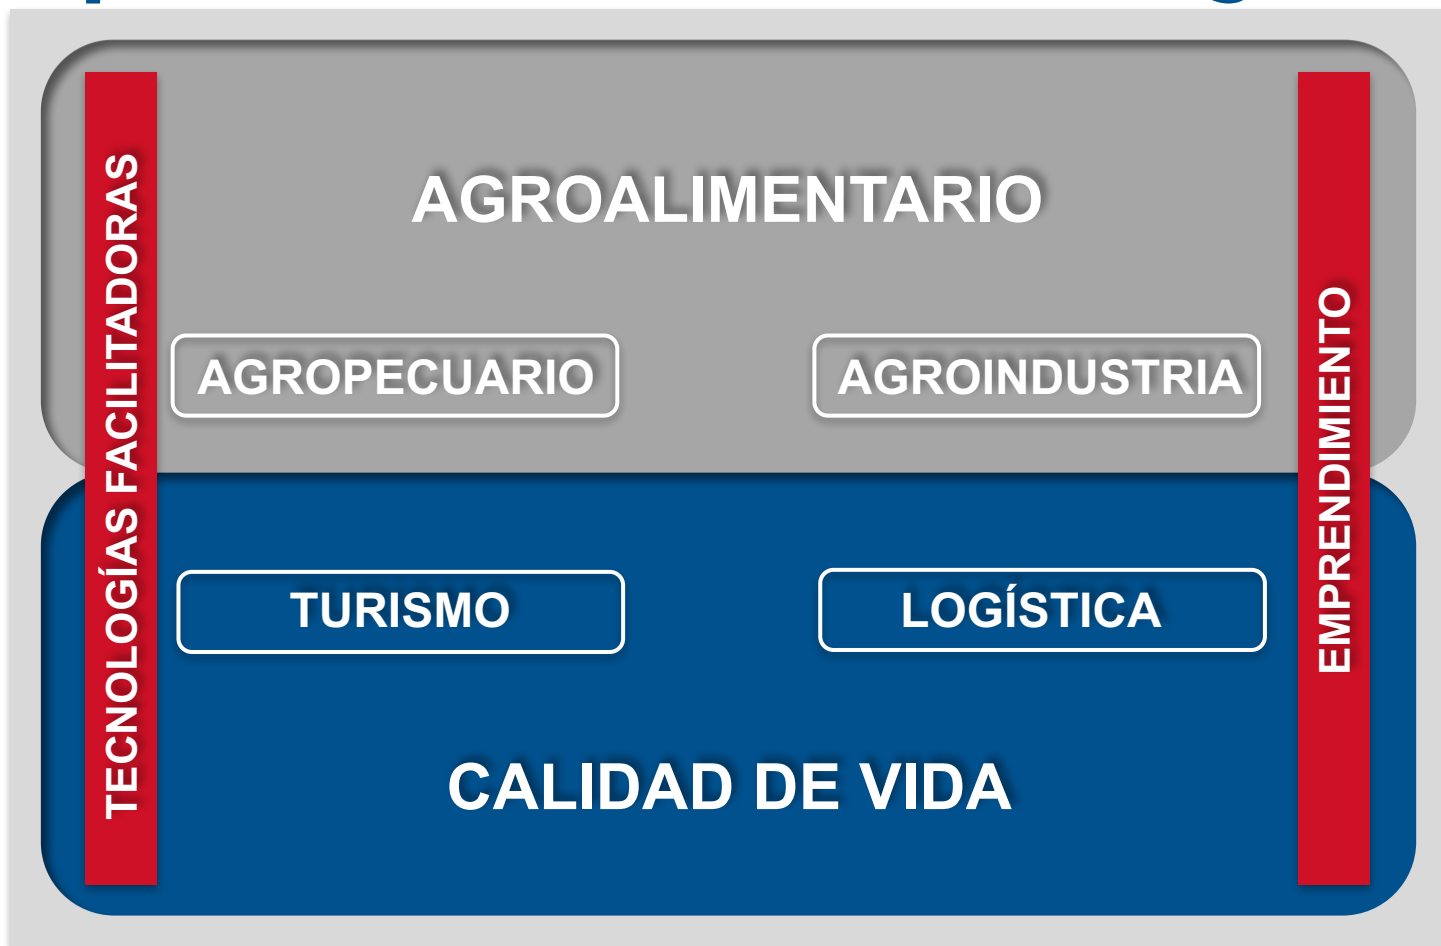 TECNOLOGÍAS FACILITADORAS
AGROALIMENTARIO
AGROPECUARIO
AGROINDUSTRIA
EMPRENDIMIENTO
TURISMO
LOGÍSTICA
CALIDAD DE VIDA